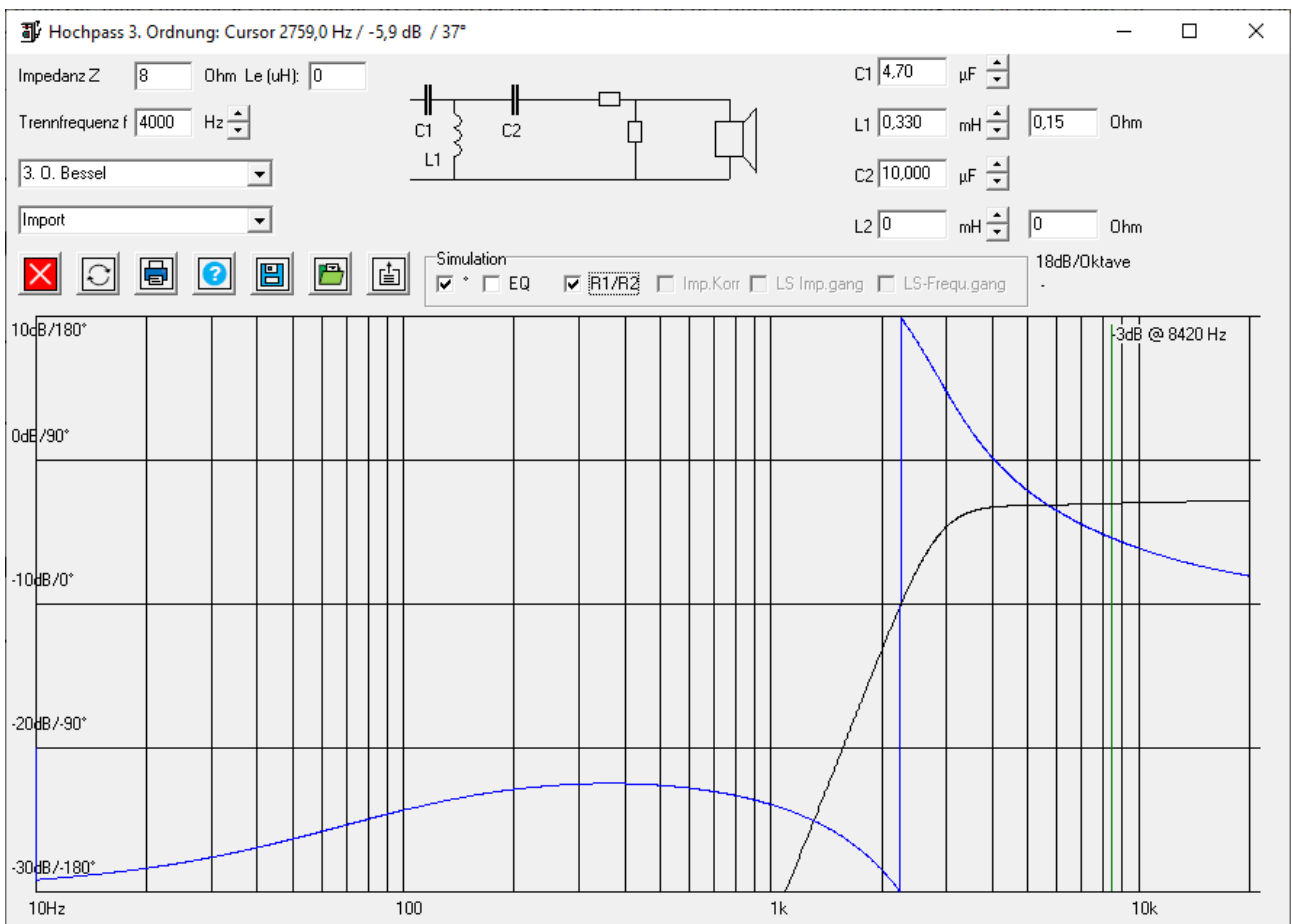 Hochpass 3. Ordnung: Cursor 2759,0 Hz / -5,9 dB / 37°
Impedanz Z 8 Ohm Le (uH): 0
Trennfrequenz f 4000 Hz
3. O. Bessel
Import
C1 C2
L1
C1 4,70 µF
L1 0,330 mH 0,15 Ohm
C2 10,000 µF
L2 0 mH 0 Ohm
18dB/Oktave
-
Simulation
° EQ R1/R2 Imp.Korr LS Imp.gang LS-Frequ.gang
10dB/180°
-3dB @ 8420 Hz
0dB/90°
-10dB/0°
-20dB/-90°
-30dB/-180°
10Hz 100 1k 10k